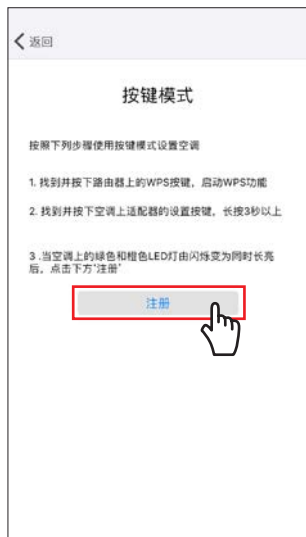 返回
按键模式
按照下列步骤使用按键模式设置空调
1. 找到并按下路由器上的WPS按键，启动WPS功能
2. 找到并按下空调上适配器的设置按键，长按3秒以上
3 .当空调上的绿色和橙色LED灯由闪烁变为同时长亮
后，点击下方“注册”
注册